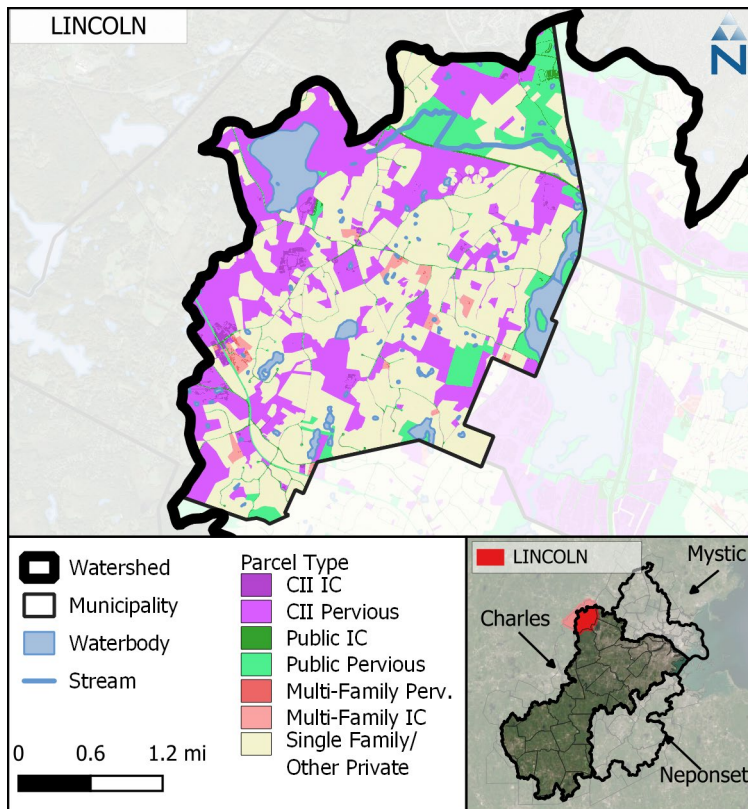 LINCOLN
N
Watershed
Municipality
Waterbody
Stream
0 0.6 1.2 mi
Parcel Type
CII IC
CII Pervious
Public IC
Public Pervious
Multi-Family Perv.
Multi-Family IC
Single Family/
Other Private
LINCOLN
Mystic
Charles
Neponset